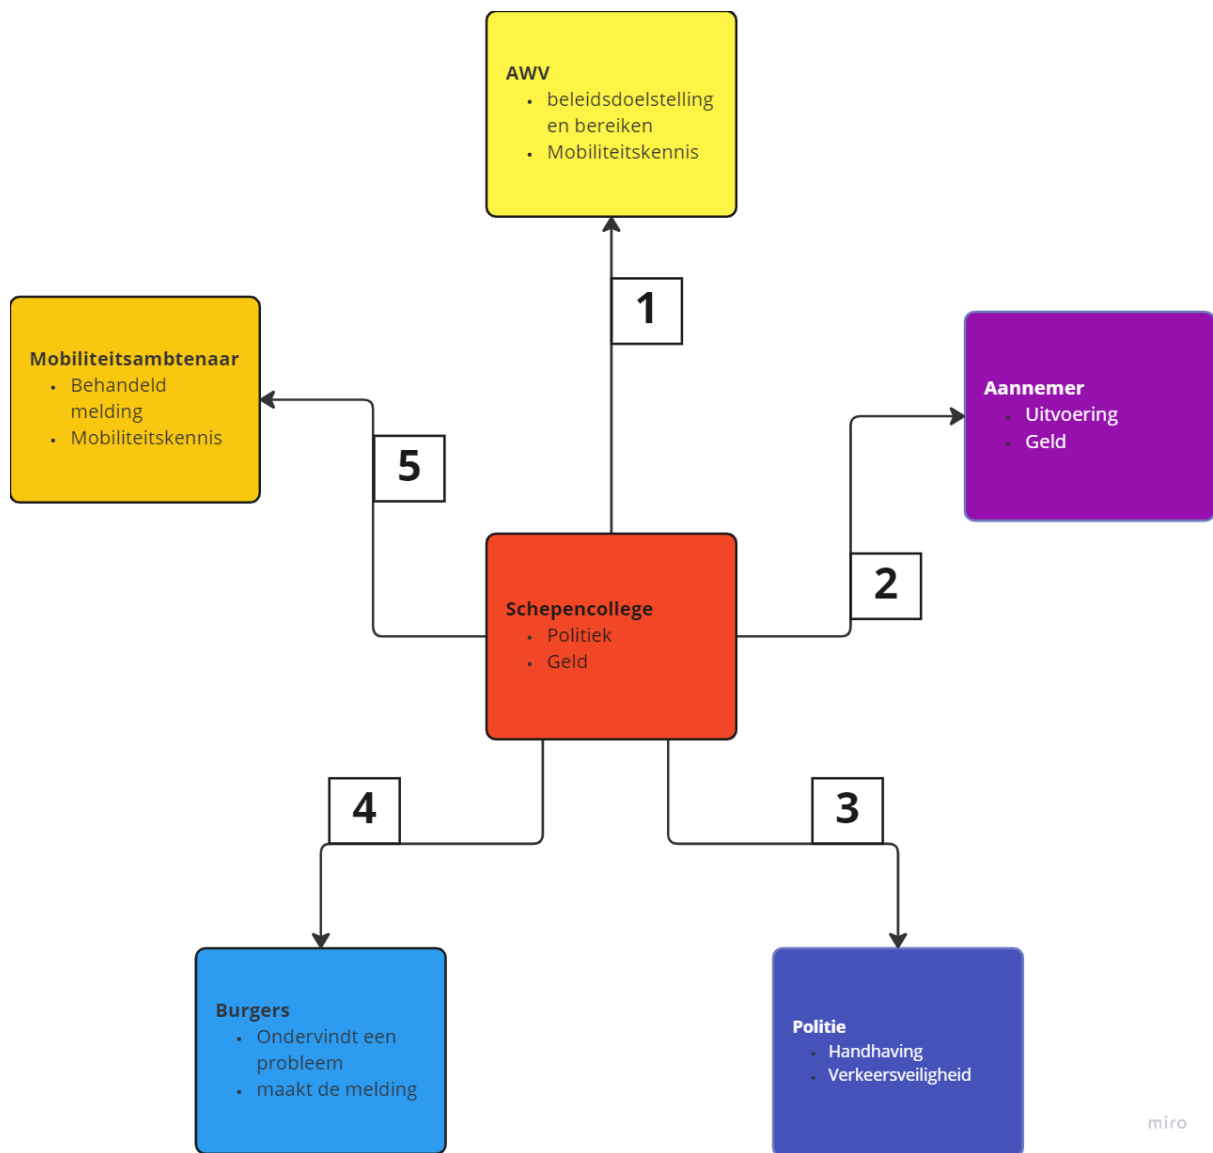 AWV
beleidsdoelstelling
en bereiken
Mobiliteitskennis
1
Mobiliteitsambtenaar
Behandeld
melding
Mobiliteitskennis
5
Aannemer
Uitvoering
Geld
2
Schepencollege
Politiek
Geld
4
3
Burgers
Ondervindt een
probleem
maakt de melding
Politie
Handhaving
Verkeersveiligheid
miro